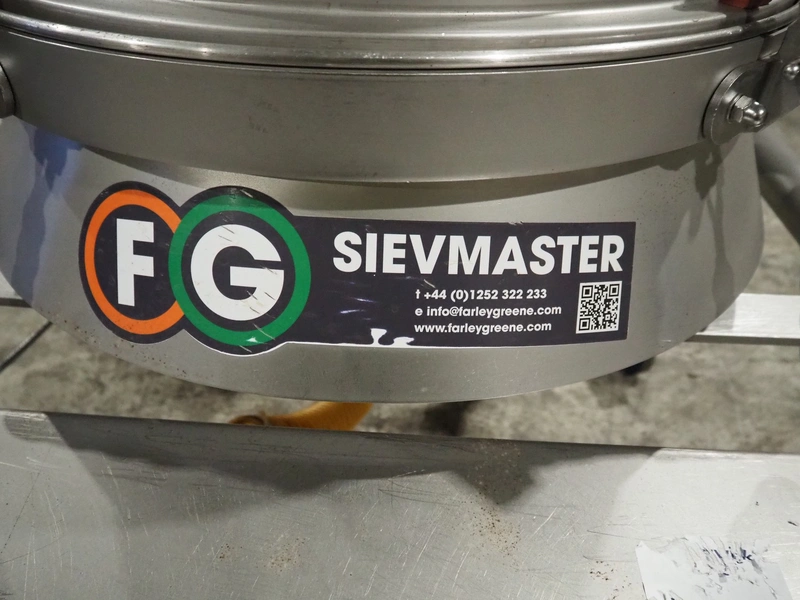 FG
SIEVMASTER
t +44 (0)1252 322 233
e info@farleygreene.com
www.farleygreene.com